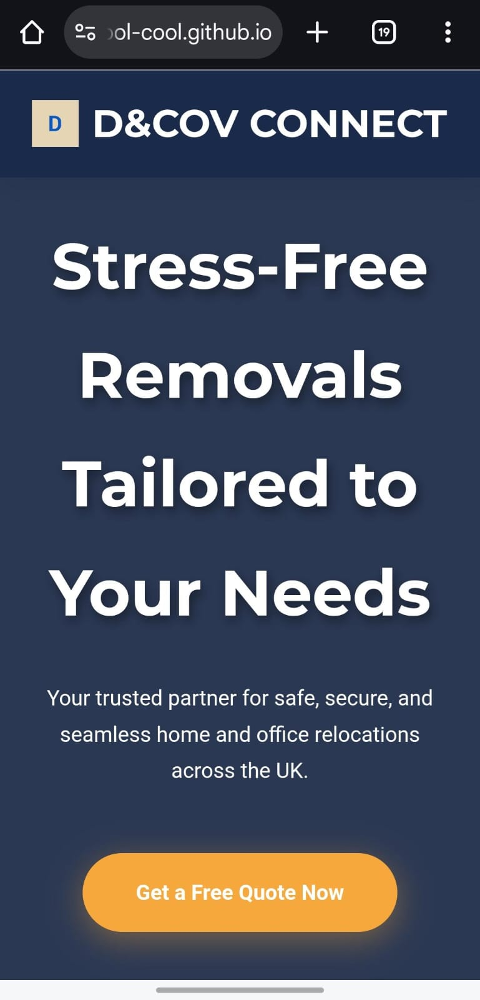 ol-cool.github.io
19
D
D&COV CONNECT
Stress-Free
Removals
Tailored to
Your Needs
Your trusted partner for safe, secure, and
seamless home and office relocations
across the UK.
Get a Free Quote Now